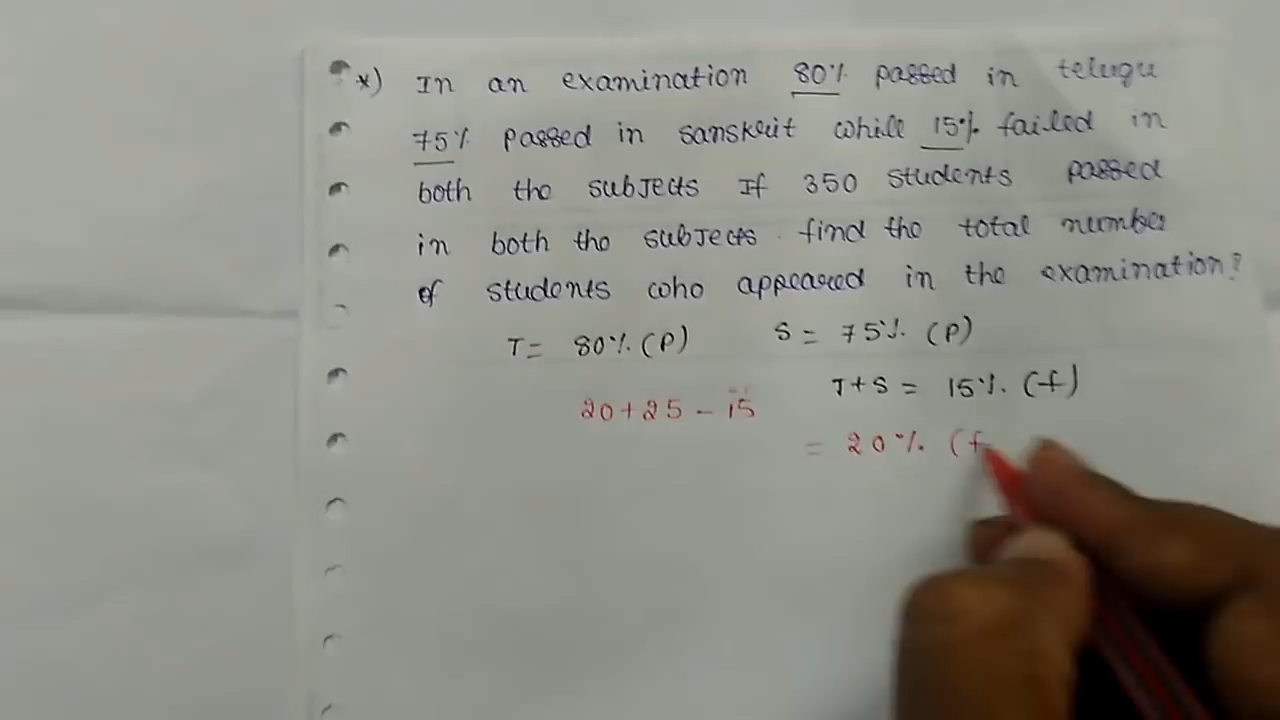 *) In an examination 80% passed in telugu
75% passed in sanskrit while 15% failed in
both the subjects If 350 students passed
in both the subjects. find the total number
of students who appeared in the examination?
T = 80% (P) S = 75% (P)
T+S = 15% (f)
20+25-15
= 20% (f